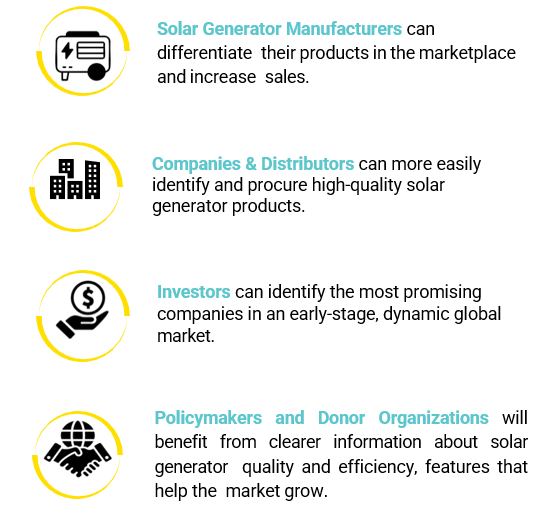 Solar Generator Manufacturers can
differentiate their products in the marketplace
and increase sales.
Companies & Distributors can more easily
identify and procure high-quality solar
generator products.
Investors can identify the most promising
companies in an early-stage, dynamic global
market.
Policymakers and Donor Organizations will
benefit from clearer information about solar
generator quality and efficiency, features that
help the market grow.